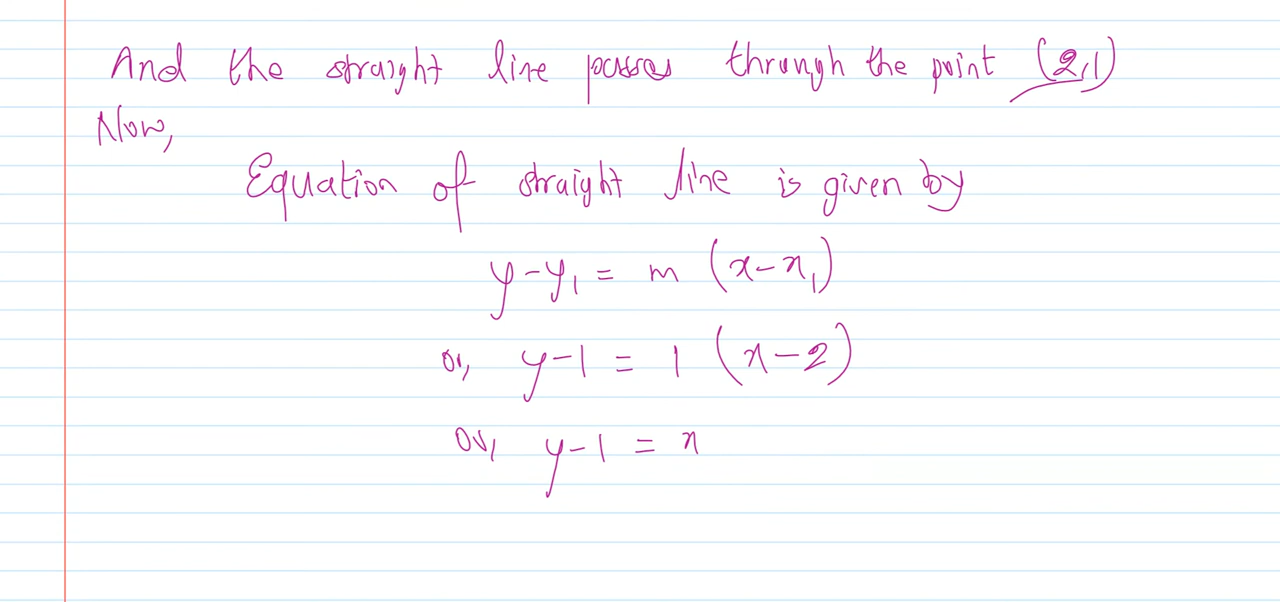 And the straight line passes through the point (2,1)
Now,
Equation of straight line is given by
y-y₁ = m (x-x₁)
or, y-1 = 1 (x-2)
or, y-1 = x